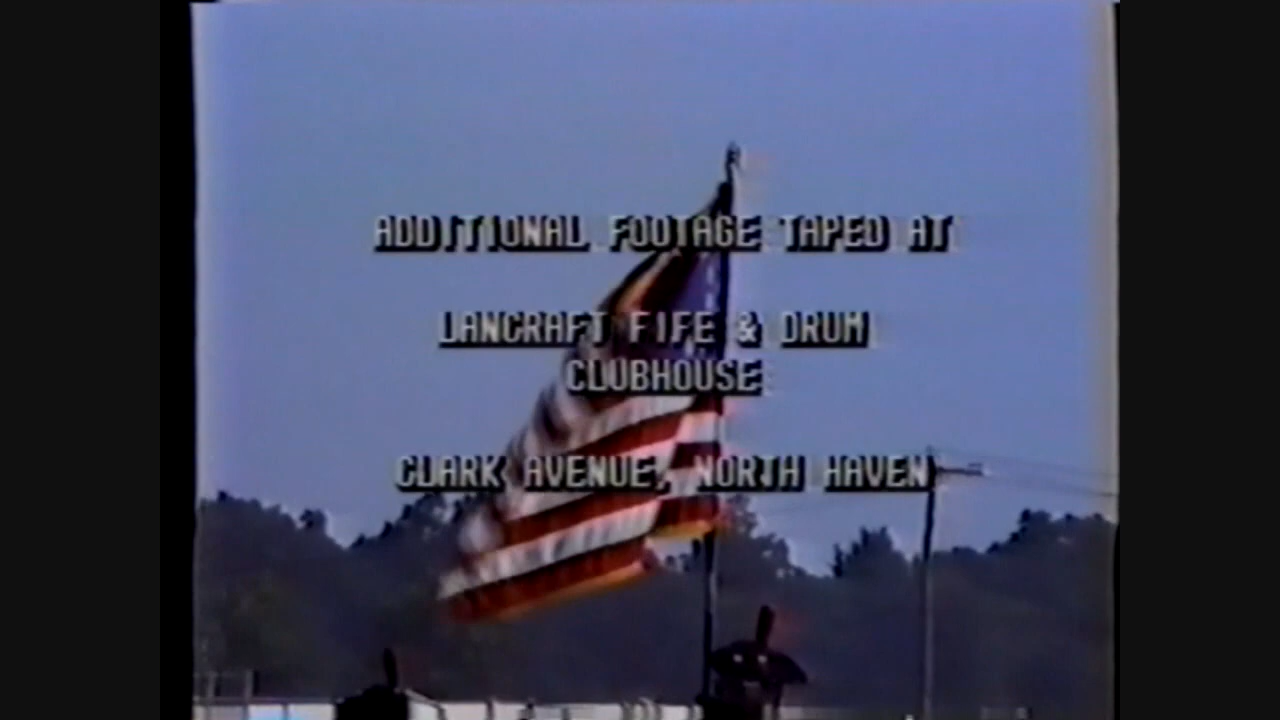 ADDITIONAL FOOTAGE TAPED AT
LANCRAFT FIFE & DRUM
CLUBHOUSE
CLARK AVENUE, NORTH HAVEN